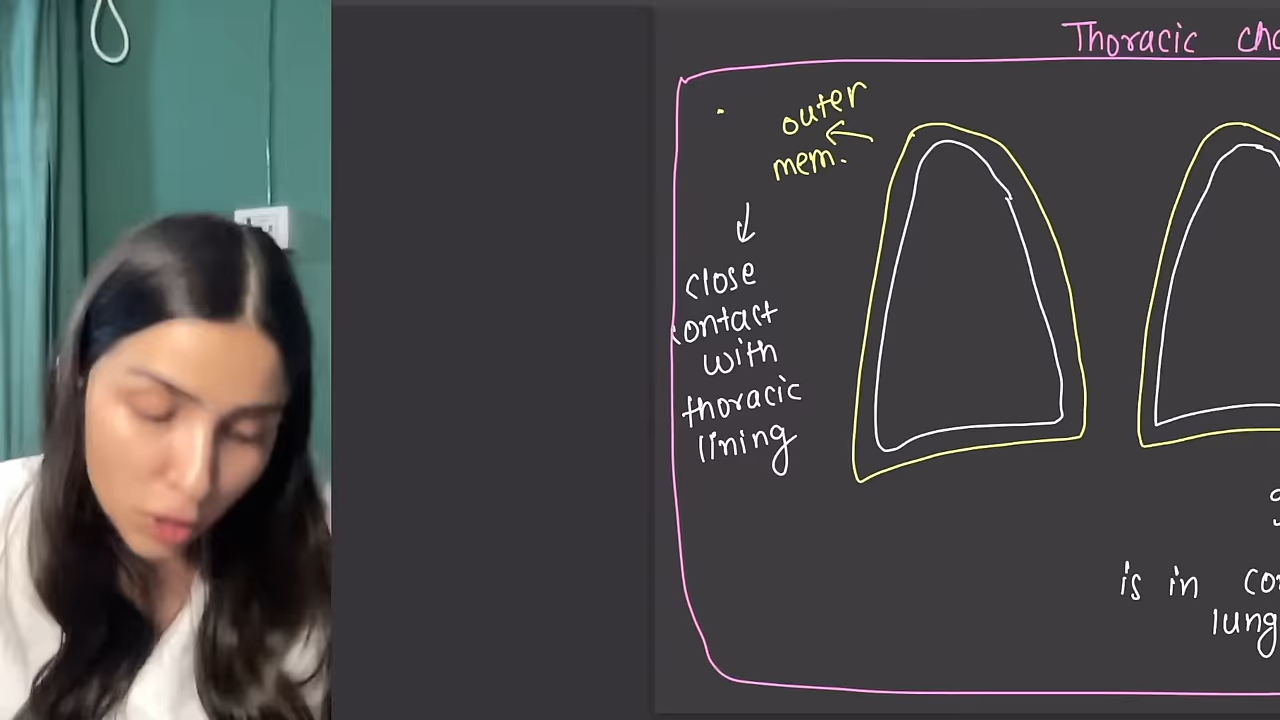 Thoracic
outer
mem.
close
contact
with
thoracic
lining
is in
lung